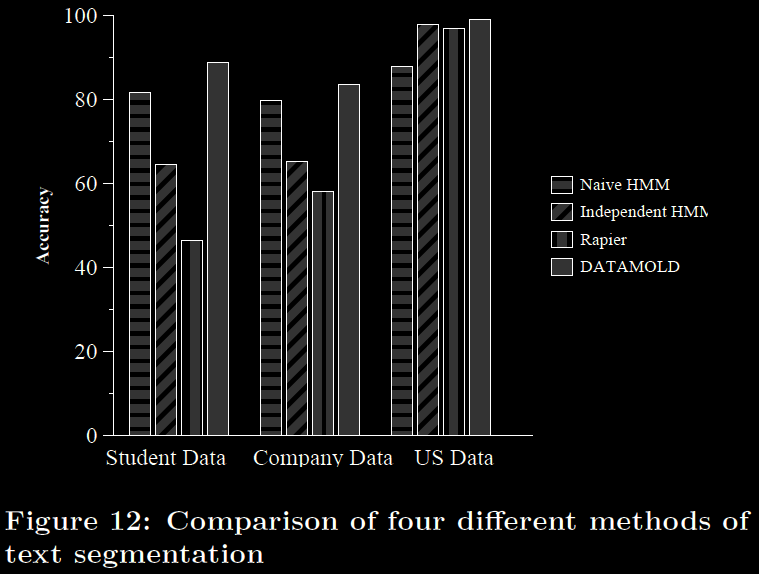 100
80
60
40
20
0
Accuracy
Student Data
Company Data
US Data
Naive HMM
Independent HMM
Rapier
DATAMOLD
Figure 12: Comparison of four different methods of
text segmentation